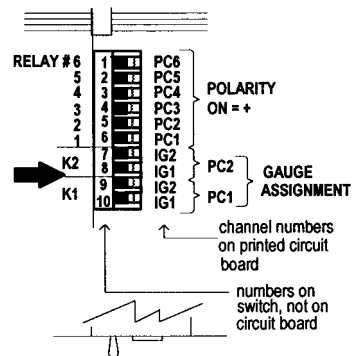 RELAY # 6 1 PC6
5 2 PC5
4 3 PC4
3 4 PC3
2 5 PC2
1 6 PC1
POLARITY
ON = +
K2 7 IG2
8 IG1
PC2
K1 9 IG2
10 IG1
PC1
GAUGE
ASSIGNMENT
channel numbers
on printed circuit
board
numbers on
switch, not on
circuit board